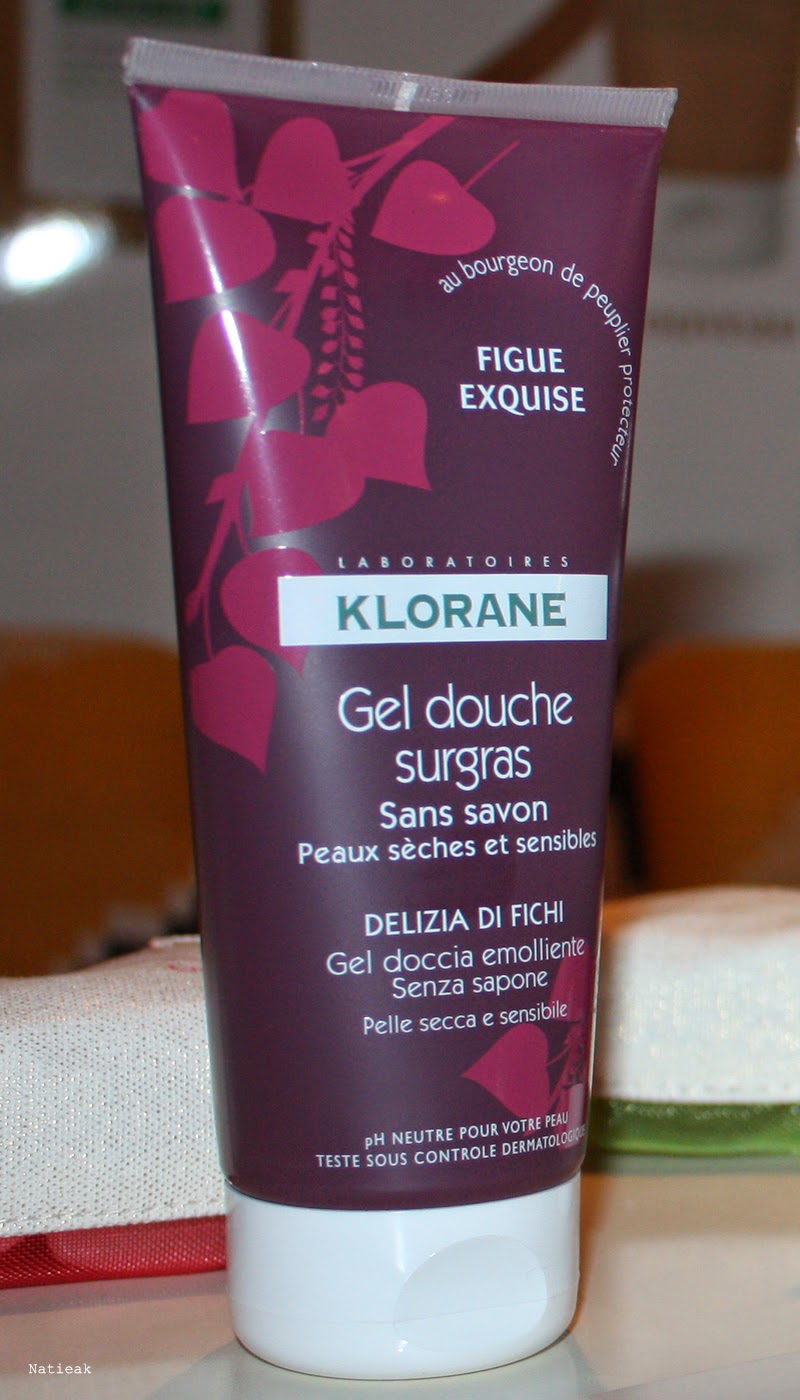 au bourgeon de peuplier protecteur
FIGUE
EXQUISE
LABORATOIRES
KLORANE
Gel douche
surgras
Sans savon
Peaux sèches et sensibles
DELIZIA DI FICHI
Gel doccia emolliente
Senza sapone
Pelle secca e sensibile
pH NEUTRE POUR VOTRE PEAU
TESTE SOUS CONTROLE DERMATOLOGIQUE
Natieak